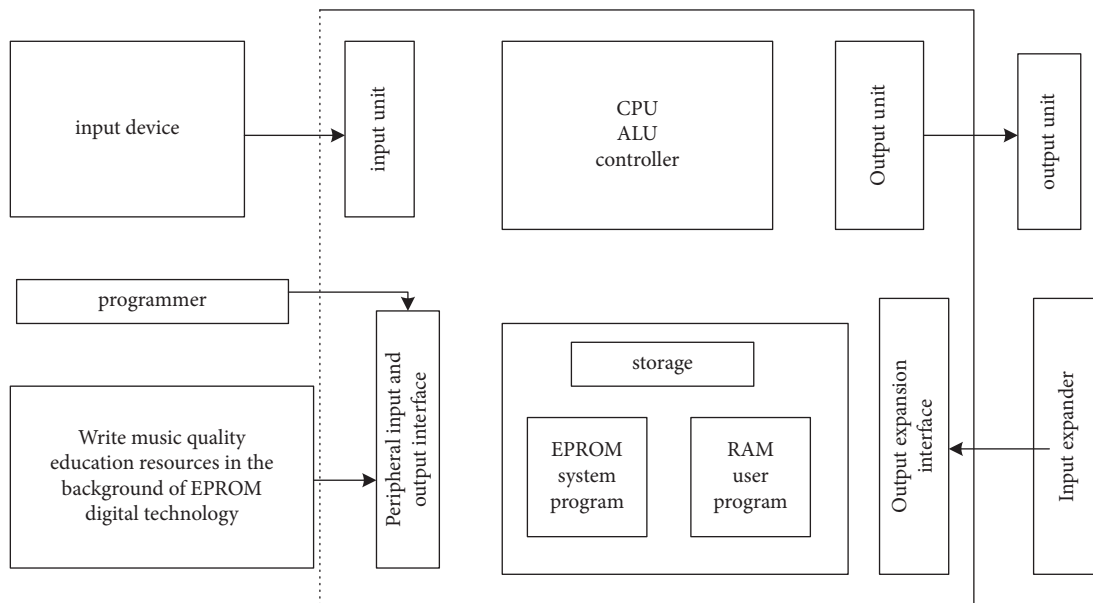 input device
input unit
CPU
ALU
controller
Output unit
output unit
programmer
Peripheral input and
output interface
Write music quality
education resources in the
background of EPROM
digital technology
storage
EPROM
system
program
RAM
user
program
Output expansion
interface
Input expander